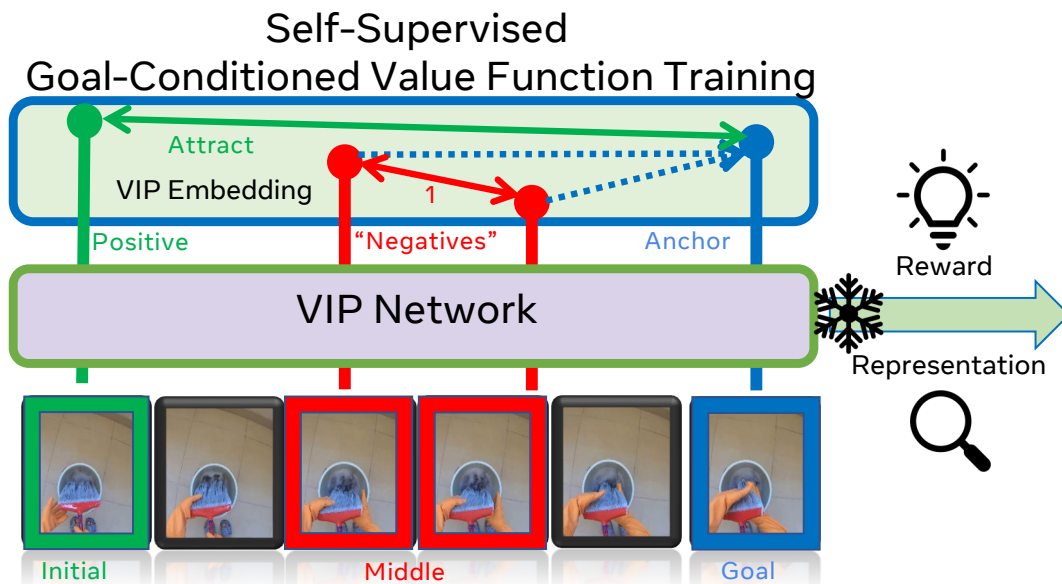 Self-Supervised
Goal-Conditioned Value Function Training
Attract
VIP Embedding
1
Positive
“Negatives”
Anchor
Reward
VIP Network
Representation
Initial
Middle
Goal